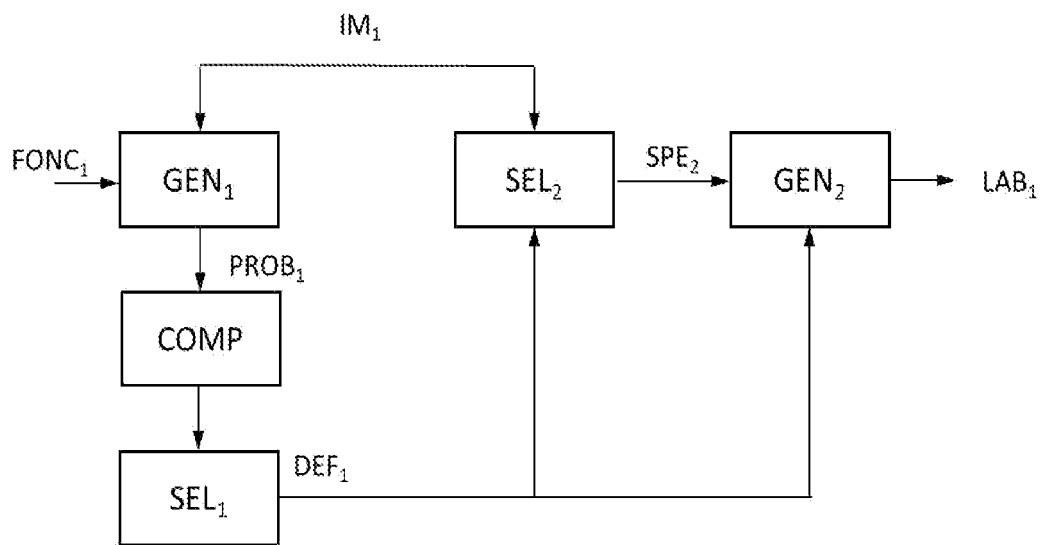 IM₁
FONC₁
GEN₁
SEL₂
SPE₂
GEN₂
LAB₁
PROB₁
COMP
DEF₁
SEL₁